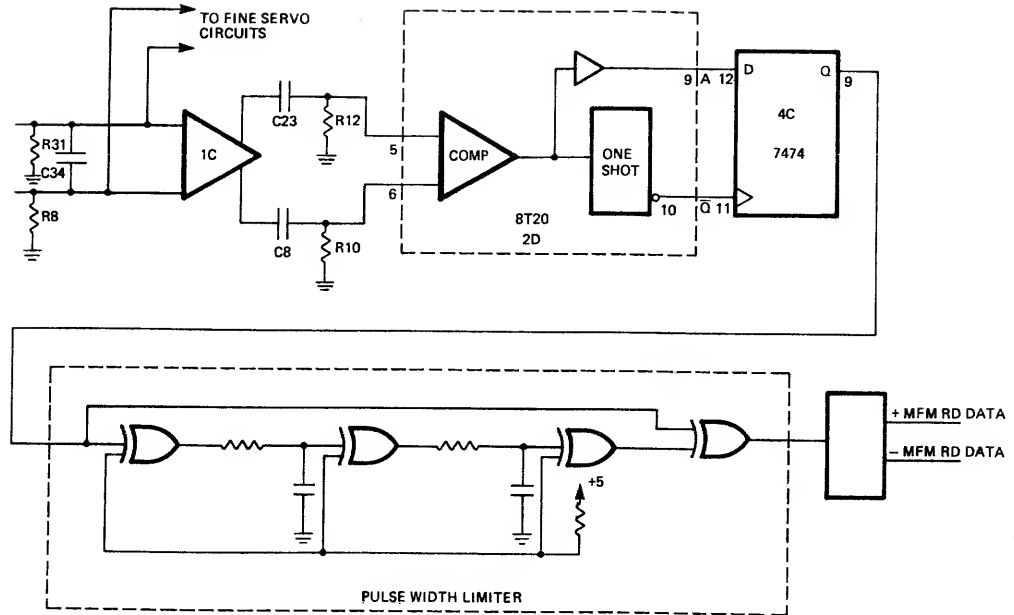 TO FINE SERVO
CIRCUITS
R31
C34
R8
1C
C23
R12
C8
R10
5
6
COMP
ONE
SHOT
8T20
2D
9
A
12
10
Q̅
11
D
Q
4C
7474
9
+5
PULSE WIDTH LIMITER
+ MFM RD DATA
– MFM RD DATA